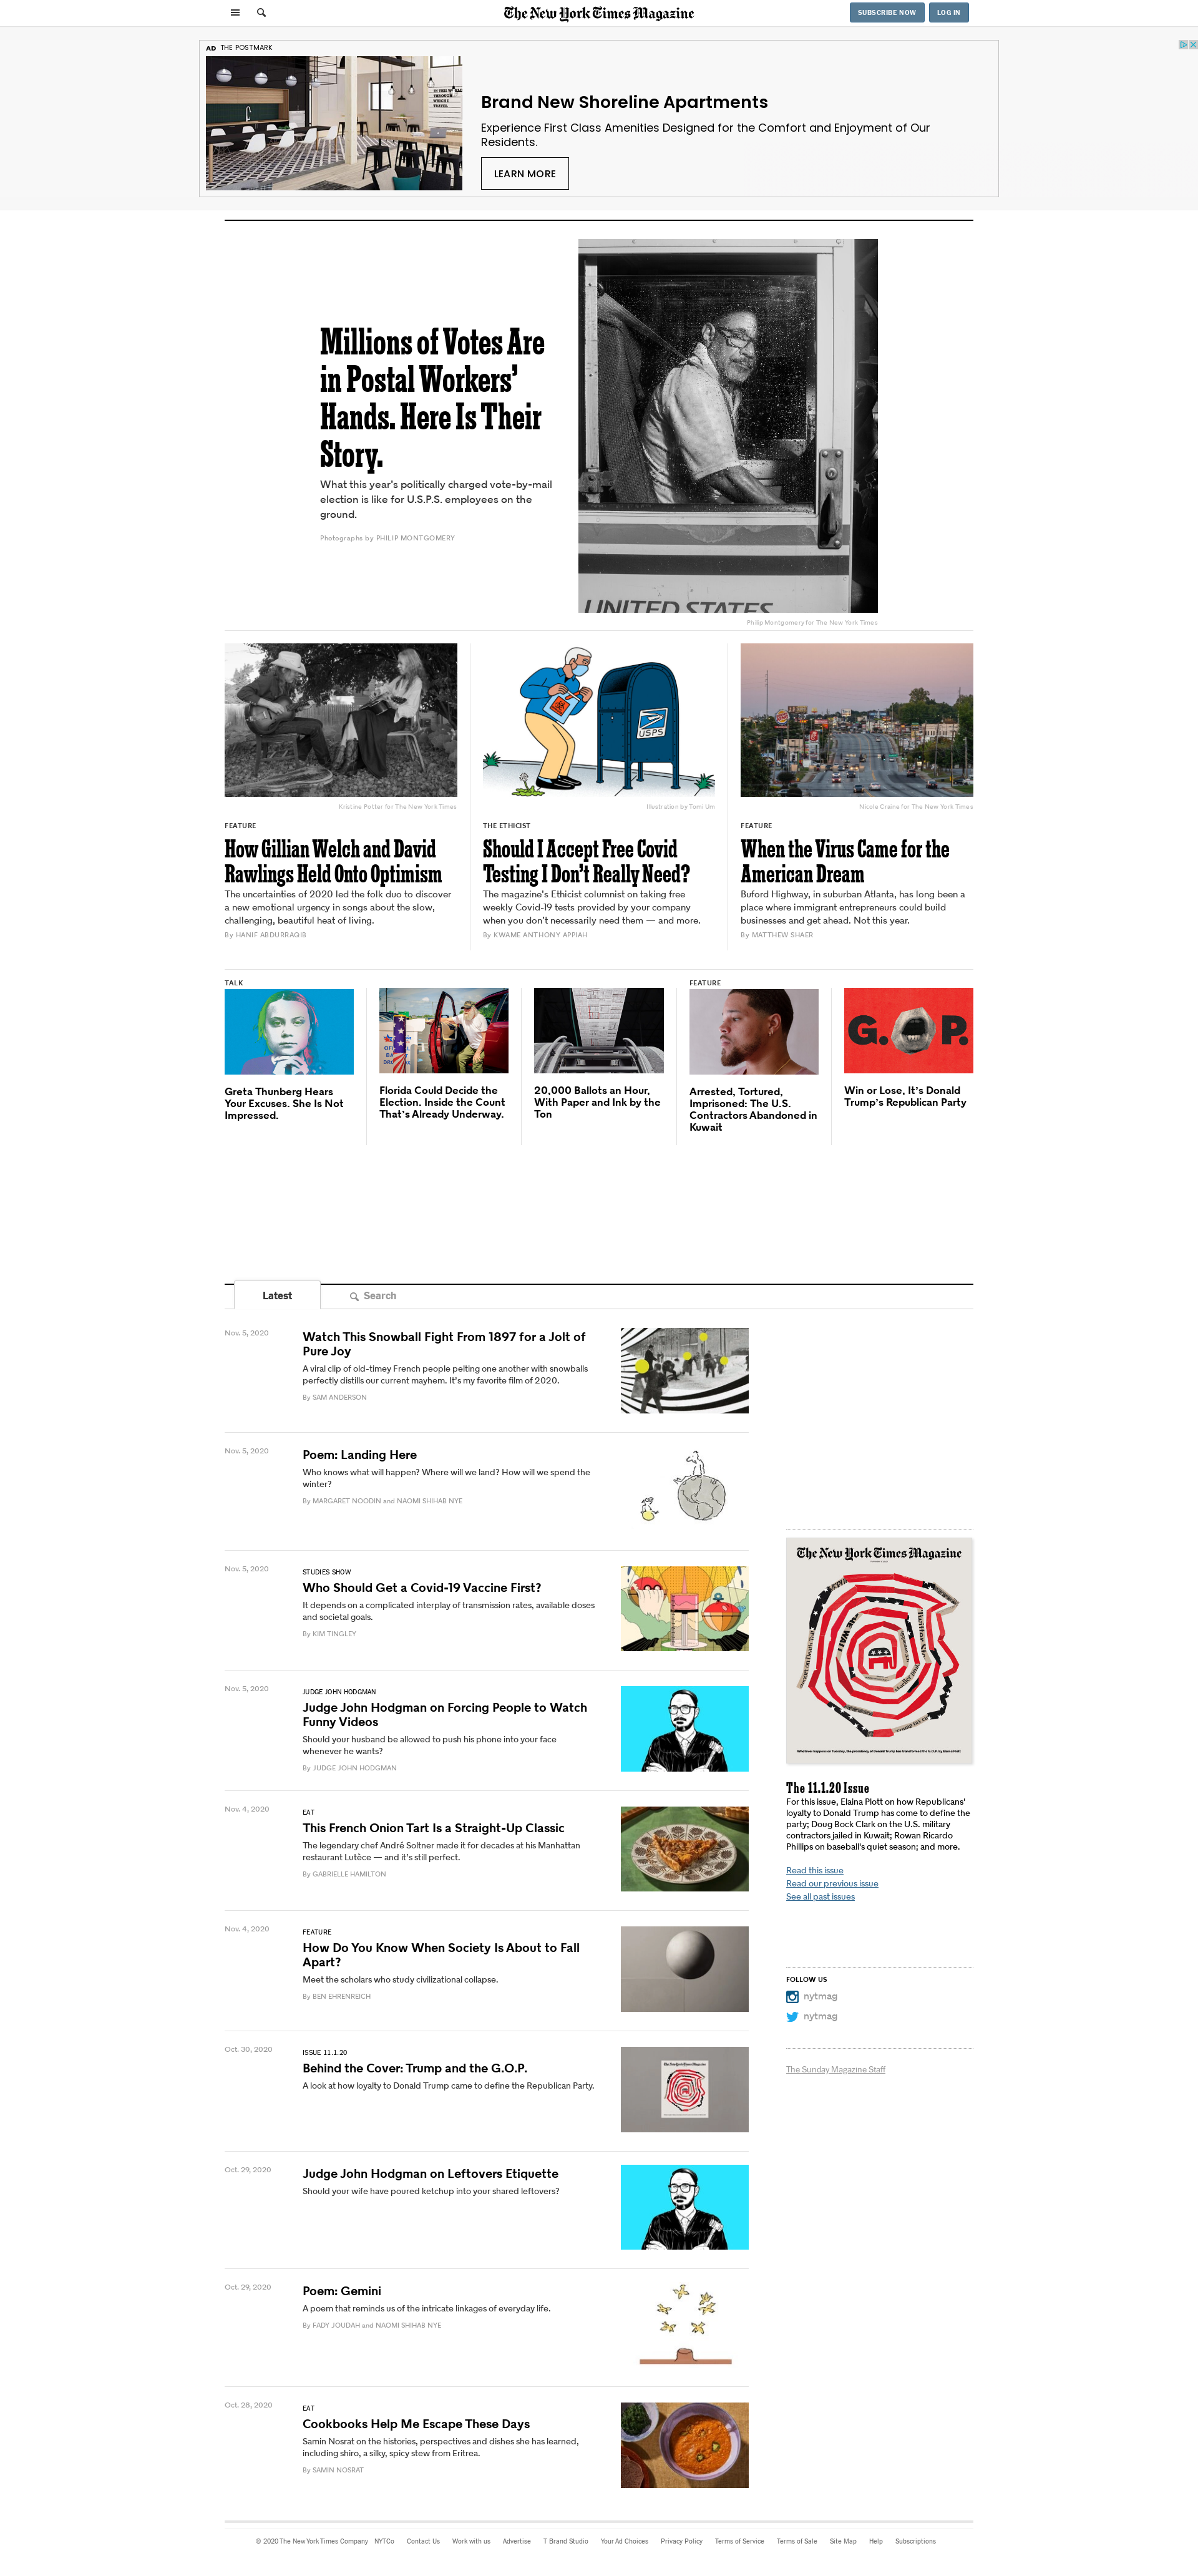 The New York Times Magazine
SUBSCRIBE NOW
LOG IN
AD THE POSTMARK
Brand New Shoreline Apartments
Experience First Class Amenities Designed for the Comfort and Enjoyment of Our
Residents.
LEARN MORE
Millions of Votes Are
in Postal Workers’
Hands. Here Is Their
Story.
What this year’s politically charged vote-by-mail
election is like for U.S.P.S. employees on the
ground.
Photographs by PHILIP MONTGOMERY
UNITED STATES
Philip Montgomery for The New York Times
Kristine Potter for The New York Times
FEATURE
How Gillian Welch and David
Rawlings Held Onto Optimism
The uncertainties of 2020 led the folk duo to discover
a new emotional urgency in songs about the slow,
challenging, beautiful heat of living.
By HANIF ABDURRAQIB
USPS
Illustration by Tomi Um
THE ETHICIST
Should I Accept Free Covid
Testing I Don’t Really Need?
The magazine’s Ethicist columnist on taking free
weekly Covid-19 tests provided by your company
when you don’t necessarily need them — and more.
By KWAME ANTHONY APPIAH
Nicole Craine for The New York Times
FEATURE
When the Virus Came for the
American Dream
Buford Highway, in suburban Atlanta, has long been a
place where immigrant entrepreneurs could build
businesses and get ahead. Not this year.
By MATTHEW SHAER
TALK
Greta Thunberg Hears
Your Excuses. She Is Not
Impressed.
Florida Could Decide the
Election. Inside the Count
That’s Already Underway.
20,000 Ballots an Hour,
With Paper and Ink by the
Ton
FEATURE
Arrested, Tortured,
Imprisoned: The U.S.
Contractors Abandoned in
Kuwait
G.O.P.
Win or Lose, It’s Donald
Trump’s Republican Party
Latest
Search
Nov. 5, 2020
Watch This Snowball Fight From 1897 for a Jolt of
Pure Joy
A viral clip of old-timey French people pelting one another with snowballs
perfectly distills our current mayhem. It’s my favorite film of 2020.
By SAM ANDERSON
Nov. 5, 2020
Poem: Landing Here
Who knows what will happen? Where will we land? How will we spend the
winter?
By MARGARET NOODIN and NAOMI SHIHAB NYE
Nov. 5, 2020
STUDIES SHOW
Who Should Get a Covid-19 Vaccine First?
It depends on a complicated interplay of transmission rates, available doses
and societal goals.
By KIM TINGLEY
Nov. 5, 2020
JUDGE JOHN HODGMAN
Judge John Hodgman on Forcing People to Watch
Funny Videos
Should your husband be allowed to push his phone into your face
whenever he wants?
By JUDGE JOHN HODGMAN
Nov. 4, 2020
EAT
This French Onion Tart Is a Straight-Up Classic
The legendary chef André Soltner made it for decades at his Manhattan
restaurant Lutèce — and it’s still perfect.
By GABRIELLE HAMILTON
Nov. 4, 2020
FEATURE
How Do You Know When Society Is About to Fall
Apart?
Meet the scholars who study civilizational collapse.
By BEN EHRENREICH
Oct. 30, 2020
ISSUE 11.1.20
Behind the Cover: Trump and the G.O.P.
A look at how loyalty to Donald Trump came to define the Republican Party.
Oct. 29, 2020
Judge John Hodgman on Leftovers Etiquette
Should your wife have poured ketchup into your shared leftovers?
Oct. 29, 2020
Poem: Gemini
A poem that reminds us of the intricate linkages of everyday life.
By FADY JOUDAH and NAOMI SHIHAB NYE
Oct. 28, 2020
EAT
Cookbooks Help Me Escape These Days
Samin Nosrat on the histories, perspectives and dishes she has learned,
including shiro, a silky, spicy stew from Eritrea.
By SAMIN NOSRAT
The New York Times Magazine
Whatever happens on Tuesday, the presidency of Donald Trump has transformed the G.O.P. By Elaina Plott
The 11.1.20 Issue
For this issue, Elaina Plott on how Republicans’
loyalty to Donald Trump has come to define the
party; Doug Bock Clark on the U.S. military
contractors jailed in Kuwait; Rowan Ricardo
Phillips on baseball’s quiet season; and more.
Read this issue
Read our previous issue
See all past issues
FOLLOW US
nytmag
nytmag
The Sunday Magazine Staff
© 2020 The New York Times Company NYTCo Contact Us Work with us Advertise T Brand Studio Your Ad Choices Privacy Policy Terms of Service Terms of Sale Site Map Help Subscriptions